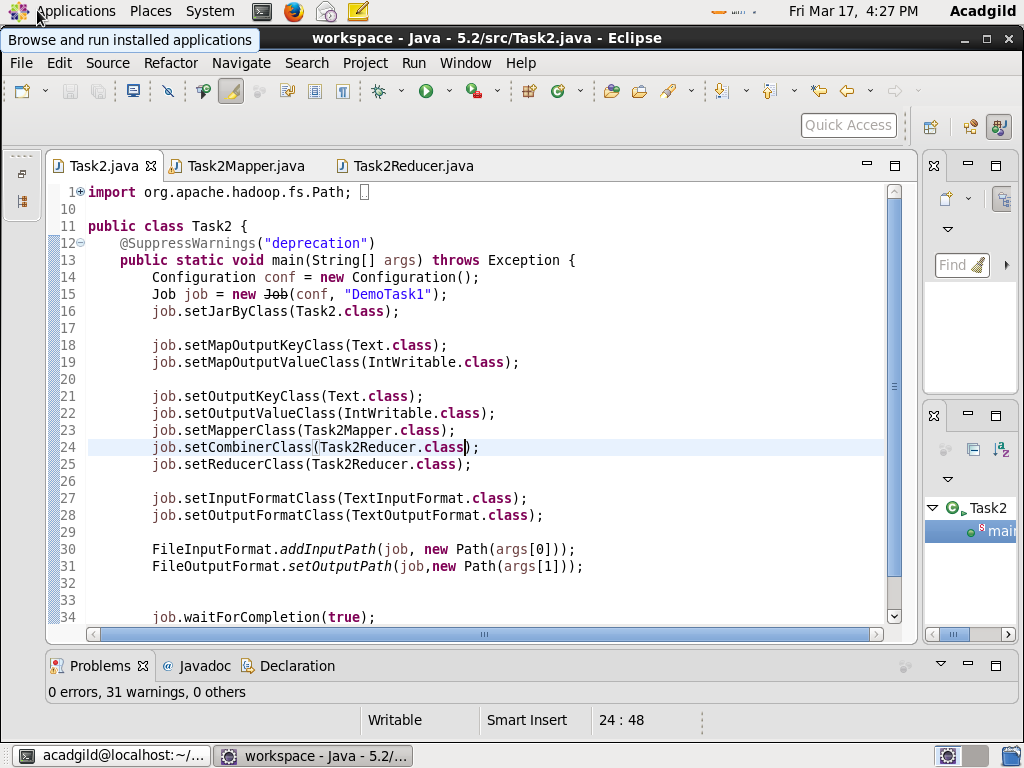 Applications Places System Fri Mar 17, 4:27 PM Acadgild
Browse and run installed applications
workspace - Java - 5.2/src/Task2.java - Eclipse
File Edit Source Refactor Navigate Search Project Run Window Help
Quick Access
Task2.java Task2Mapper.java Task2Reducer.java
1 import org.apache.hadoop.fs.Path;
10
11 public class Task2 {
12 @SuppressWarnings("deprecation")
13 public static void main(String[] args) throws Exception {
14 Configuration conf = new Configuration();
15 Job job = new Job(conf, "DemoTask1");
16 job.setJarByClass(Task2.class);
17
18 job.setMapOutputKeyClass(Text.class);
19 job.setMapOutputValueClass(IntWritable.class);
20
21 job.setOutputKeyClass(Text.class);
22 job.setOutputValueClass(IntWritable.class);
23 job.setMapperClass(Task2Mapper.class);
24 job.setCombinerClass(Task2Reducer.class);
25 job.setReducerClass(Task2Reducer.class);
26
27 job.setInputFormatClass(TextInputFormat.class);
28 job.setOutputFormatClass(TextOutputFormat.class);
29
30 FileInputFormat.addInputPath(job, new Path(args[0]));
31 FileOutputFormat.setOutputPath(job,new Path(args[1]));
32
33
34 job.waitForCompletion(true);
Find
Task2
main
Problems Javadoc Declaration
0 errors, 31 warnings, 0 others
Writable Smart Insert 24 : 48
acadgild@localhost:~/... workspace - Java - 5.2/...